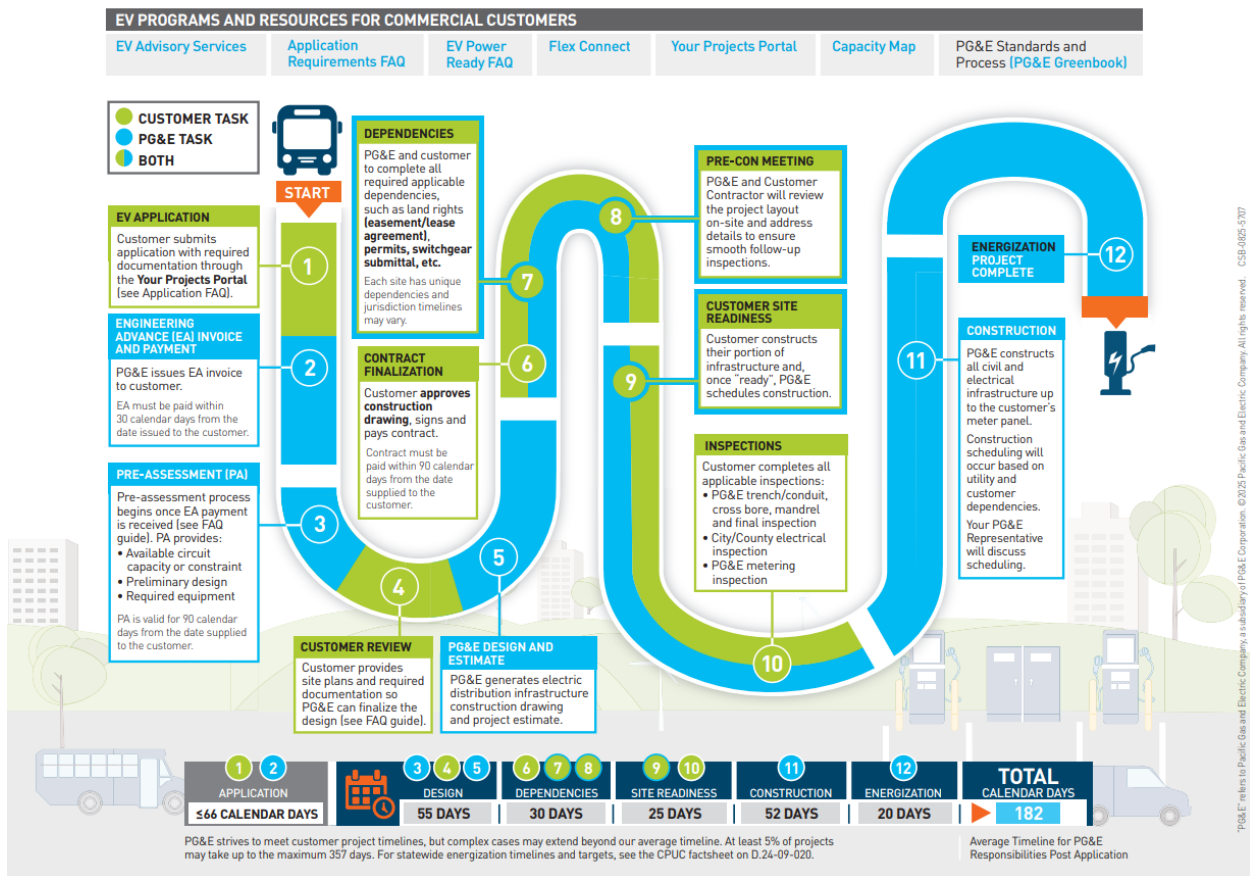 EV PROGRAMS AND RESOURCES FOR COMMERCIAL CUSTOMERS
EV Advisory Services
Application
Requirements FAQ
EV Power
Ready FAQ
Flex Connect
Your Projects Portal
Capacity Map
PG&E Standards and
Process (PG&E Greenbook)
CUSTOMER TASK
PG&E TASK
BOTH
START
EV APPLICATION
Customer submits
application with required
documentation through
the Your Projects Portal
(see Application FAQ).
1
ENGINEERING
ADVANCE (EA) INVOICE
AND PAYMENT
PG&E issues EA invoice
to customer.
EA must be paid within
30 calendar days from the
date issued to the customer.
2
PRE-ASSESSMENT (PA)
Pre-assessment process
begins once EA payment
is received (see FAQ
guide). PA provides:
• Available circuit
capacity or constraint
• Preliminary design
• Required equipment
PA is valid for 90 calendar
days from the date supplied
to the customer.
3
4
CUSTOMER REVIEW
Customer provides
site plans and required
documentation so
PG&E can finalize the
design (see FAQ guide).
5
PG&E DESIGN AND
ESTIMATE
PG&E generates electric
distribution infrastructure
construction drawing
and project estimate.
CONTRACT
FINALIZATION
Customer approves
construction
drawing, signs and
pays contract.
Contract must be
paid within 90 calendar
days from the date
supplied to the
customer.
6
DEPENDENCIES
PG&E and customer
to complete all
required applicable
dependencies,
such as land rights
(easement/lease
agreement),
permits, switchgear
submittal, etc.
Each site has unique
dependencies and
jurisdiction timelines
may vary.
7
8
PRE-CON MEETING
PG&E and Customer
Contractor will review
the project layout
on-site and address
details to ensure
smooth follow-up
inspections.
9
CUSTOMER SITE
READINESS
Customer constructs
their portion of
infrastructure and,
once "ready", PG&E
schedules construction.
INSPECTIONS
Customer completes all
applicable inspections:
• PG&E trench/conduit,
cross bore, mandrel
and final inspection
• City/County electrical
inspection
• PG&E metering
inspection
10
11
CONSTRUCTION
PG&E constructs
all civil and
electrical
infrastructure up
to the customer's
meter panel.
Construction
scheduling will
occur based on
utility and
customer
dependencies.
Your PG&E
Representative
will discuss
scheduling.
ENERGIZATION
PROJECT
COMPLETE
12
1 2
APPLICATION
≤66 CALENDAR DAYS
3 4 5
DESIGN
55 DAYS
6 7 8
DEPENDENCIES
30 DAYS
9 10
SITE READINESS
25 DAYS
11
CONSTRUCTION
52 DAYS
12
ENERGIZATION
20 DAYS
TOTAL
CALENDAR DAYS
182
PG&E strives to meet customer project timelines, but complex cases may extend beyond our average timeline. At least 5% of projects
may take up to the maximum 357 days. For statewide energization timelines and targets, see the CPUC factsheet on D.24-09-020.
Average Timeline for PG&E
Responsibilities Post Application
"PG&E" refers to Pacific Gas and Electric Company, a subsidiary of PG&E Corporation. ©2025 Pacific Gas and Electric Company. All rights reserved. CSB-0825-5707